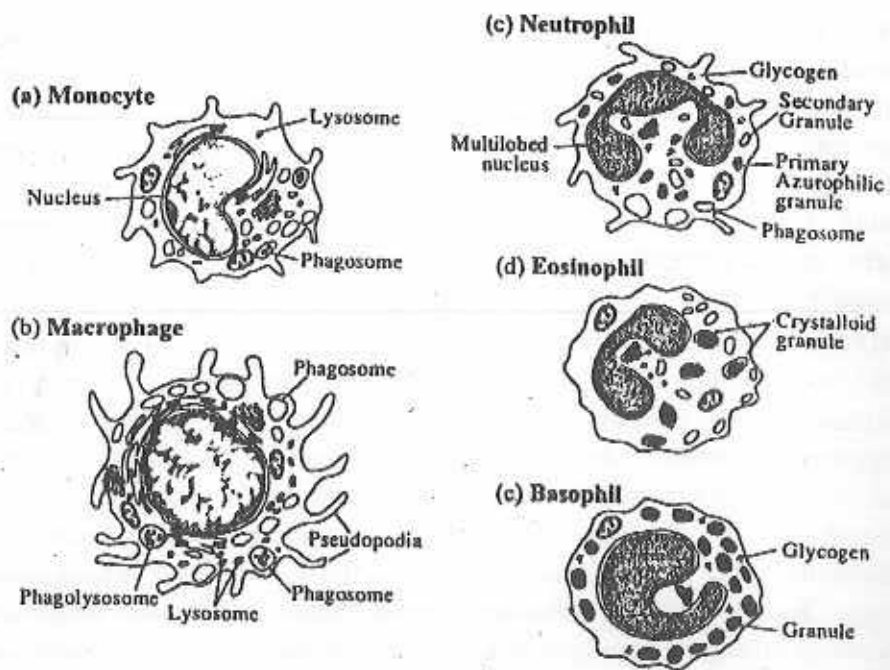 (a) Monocyte
Lysosome
Nucleus
Phagosome
(b) Macrophage
Phagosome
Pseudopodia
Phagolysosome
Lysosome
Phagosome
(c) Neutrophil
Glycogen
Secondary
Granule
Multilobed
nucleus
Primary
Azurophilic
granule
Phagosome
(d) Eosinophil
Crystalloid
granule
(c) Basophil
Glycogen
Granule